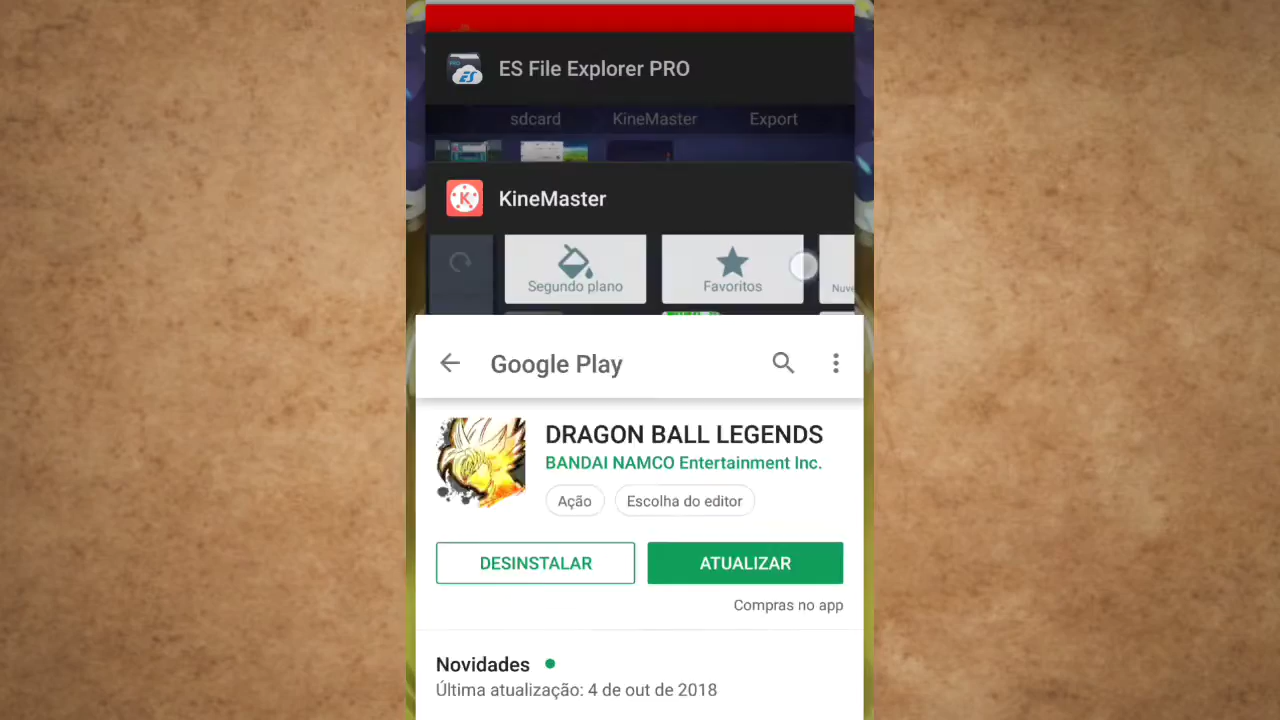 ES File Explorer PRO
sdcard KineMaster Export
KineMaster
Segundo plano Favoritos Nuve
Google Play
DRAGON BALL LEGENDS
BANDAI NAMCO Entertainment Inc.
Ação Escolha do editor
DESINSTALAR ATUALIZAR
Compras no app
Novidades
Última atualização: 4 de out de 2018